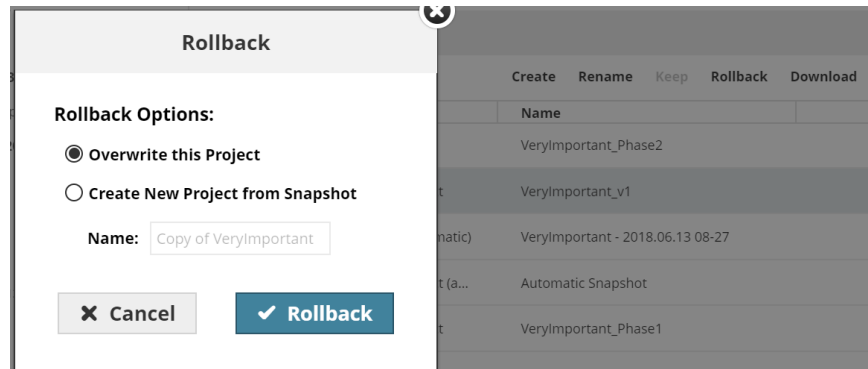 Rollback
Create Rename Keep Rollback Download
Rollback Options:
Name
Overwrite this Project
VeryImportant_Phase2
Create New Project from Snapshot
VeryImportant_v1
Name: Copy of VeryImportant
matic) VeryImportant - 2018.06.13 08-27
t (a... Automatic Snapshot
Cancel Rollback
t VeryImportant_Phase1